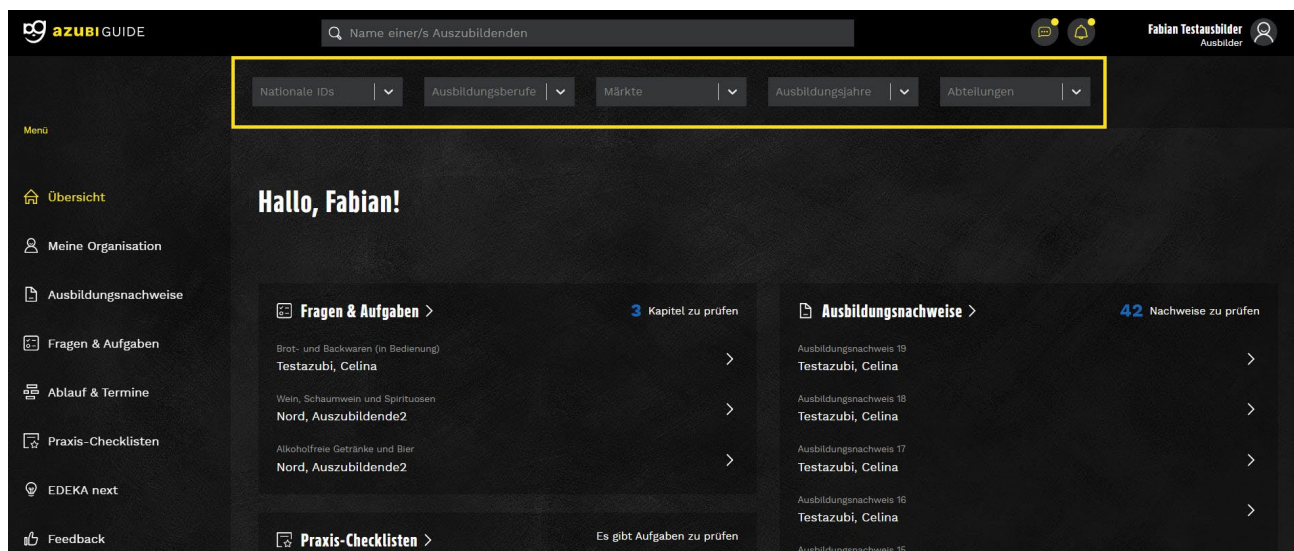 azubiGUIDE
Name einer/s Auszubildenden
Fabian Testausbilder
Ausbilder
Nationale IDs
Ausbildungsberufe
Märkte
Ausbildungsjahre
Abteilungen
Menü
Übersicht
Meine Organisation
Ausbildungsnachweise
Fragen & Aufgaben
Ablauf & Termine
Praxis-Checklisten
EDEKA next
Feedback
Hallo, Fabian!
Fragen & Aufgaben
3 Kapitel zu prüfen
Brot- und Backwaren (in Bedienung)
Testazubi, Celina
Wein, Schaumwein und Spirituosen
Nord, Auszubildende2
Alkoholfreie Getränke und Bier
Nord, Auszubildende2
Praxis-Checklisten
Es gibt Aufgaben zu prüfen
Ausbildungsnachweise
42 Nachweise zu prüfen
Ausbildungsnachweis 19
Testazubi, Celina
Ausbildungsnachweis 18
Testazubi, Celina
Ausbildungsnachweis 17
Testazubi, Celina
Ausbildungsnachweis 16
Testazubi, Celina
Ausbildungsnachweis 15